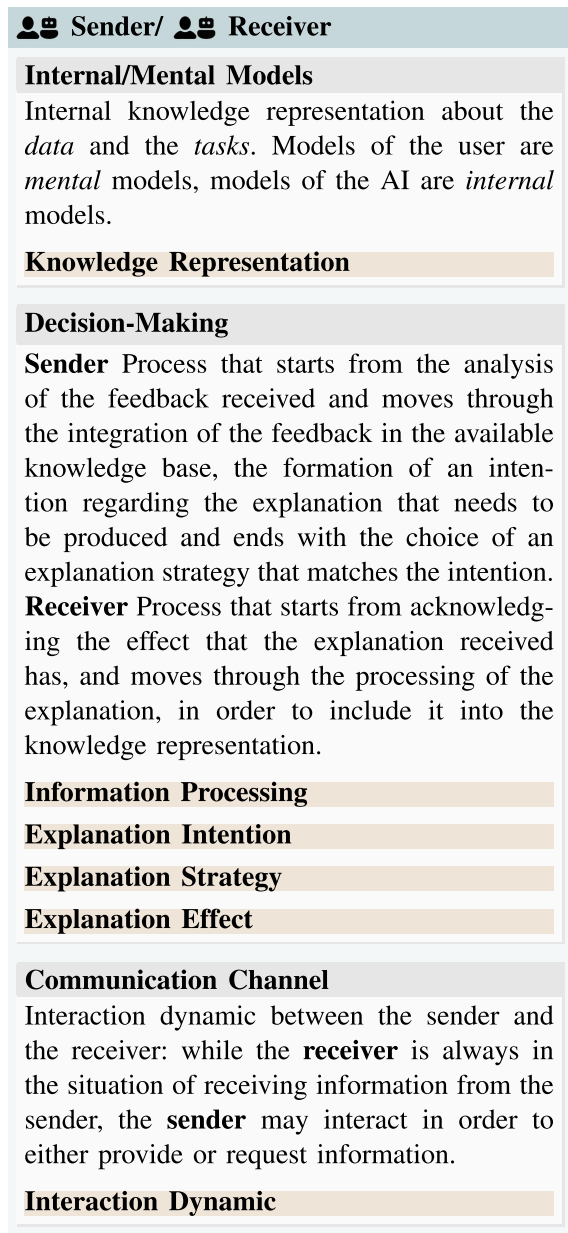 Sender/ Receiver
Internal/Mental Models
Internal knowledge representation about the
data and the tasks. Models of the user are
mental models, models of the AI are internal
models.
Knowledge Representation
Decision-Making
Sender Process that starts from the analysis
of the feedback received and moves through
the integration of the feedback in the available
knowledge base, the formation of an inten-
tion regarding the explanation that needs to
be produced and ends with the choice of an
explanation strategy that matches the intention.
Receiver Process that starts from acknowledg-
ing the effect that the explanation received
has, and moves through the processing of the
explanation, in order to include it into the
knowledge representation.
Information Processing
Explanation Intention
Explanation Strategy
Explanation Effect
Communication Channel
Interaction dynamic between the sender and
the receiver: while the receiver is always in
the situation of receiving information from the
sender, the sender may interact in order to
either provide or request information.
Interaction Dynamic